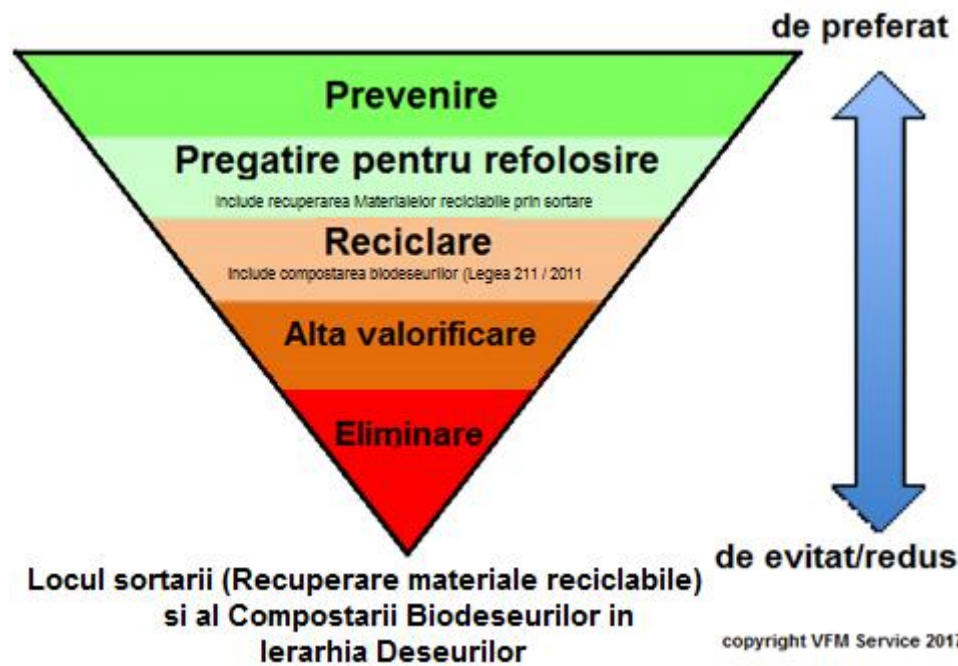 de preferat
Prevenire
Pregatire pentru refolosire
Include recuperarea Materialelor reciclabile prin sortare
Reciclare
Include compostarea biodeseurilor (Legea 211 / 2011
Alta valorificare
Eliminare
de evitat/redus
Locul sortarii (Recuperare materiale reciclabile)
si al Compostarii Biodeseurilor in
Ierarhia Deseurilor
copyright VFM Service 2017